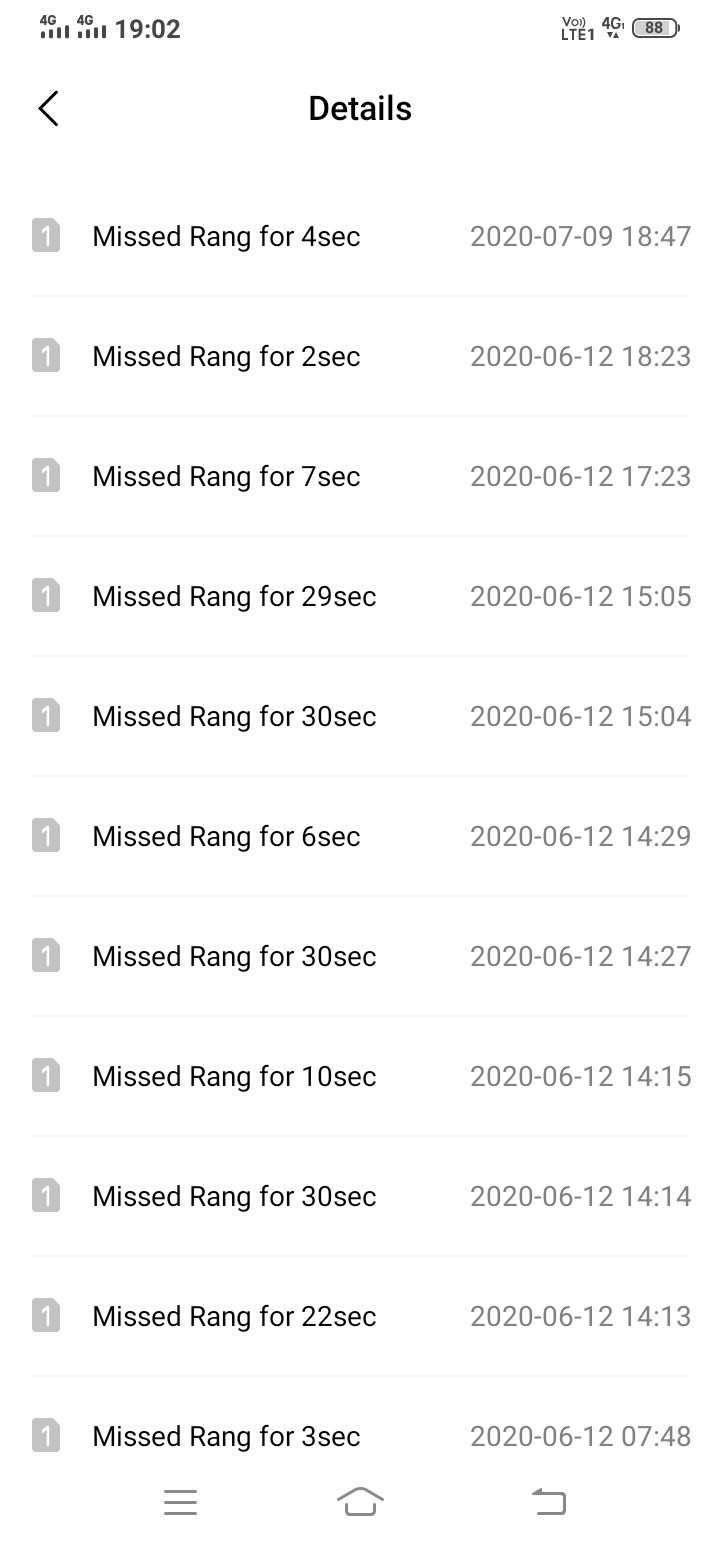 4G 4G 19:02 Vo)) LTE1 4G1 88
Details
1 Missed Rang for 4sec 2020-07-09 18:47
1 Missed Rang for 2sec 2020-06-12 18:23
1 Missed Rang for 7sec 2020-06-12 17:23
1 Missed Rang for 29sec 2020-06-12 15:05
1 Missed Rang for 30sec 2020-06-12 15:04
1 Missed Rang for 6sec 2020-06-12 14:29
1 Missed Rang for 30sec 2020-06-12 14:27
1 Missed Rang for 10sec 2020-06-12 14:15
1 Missed Rang for 30sec 2020-06-12 14:14
1 Missed Rang for 22sec 2020-06-12 14:13
1 Missed Rang for 3sec 2020-06-12 07:48